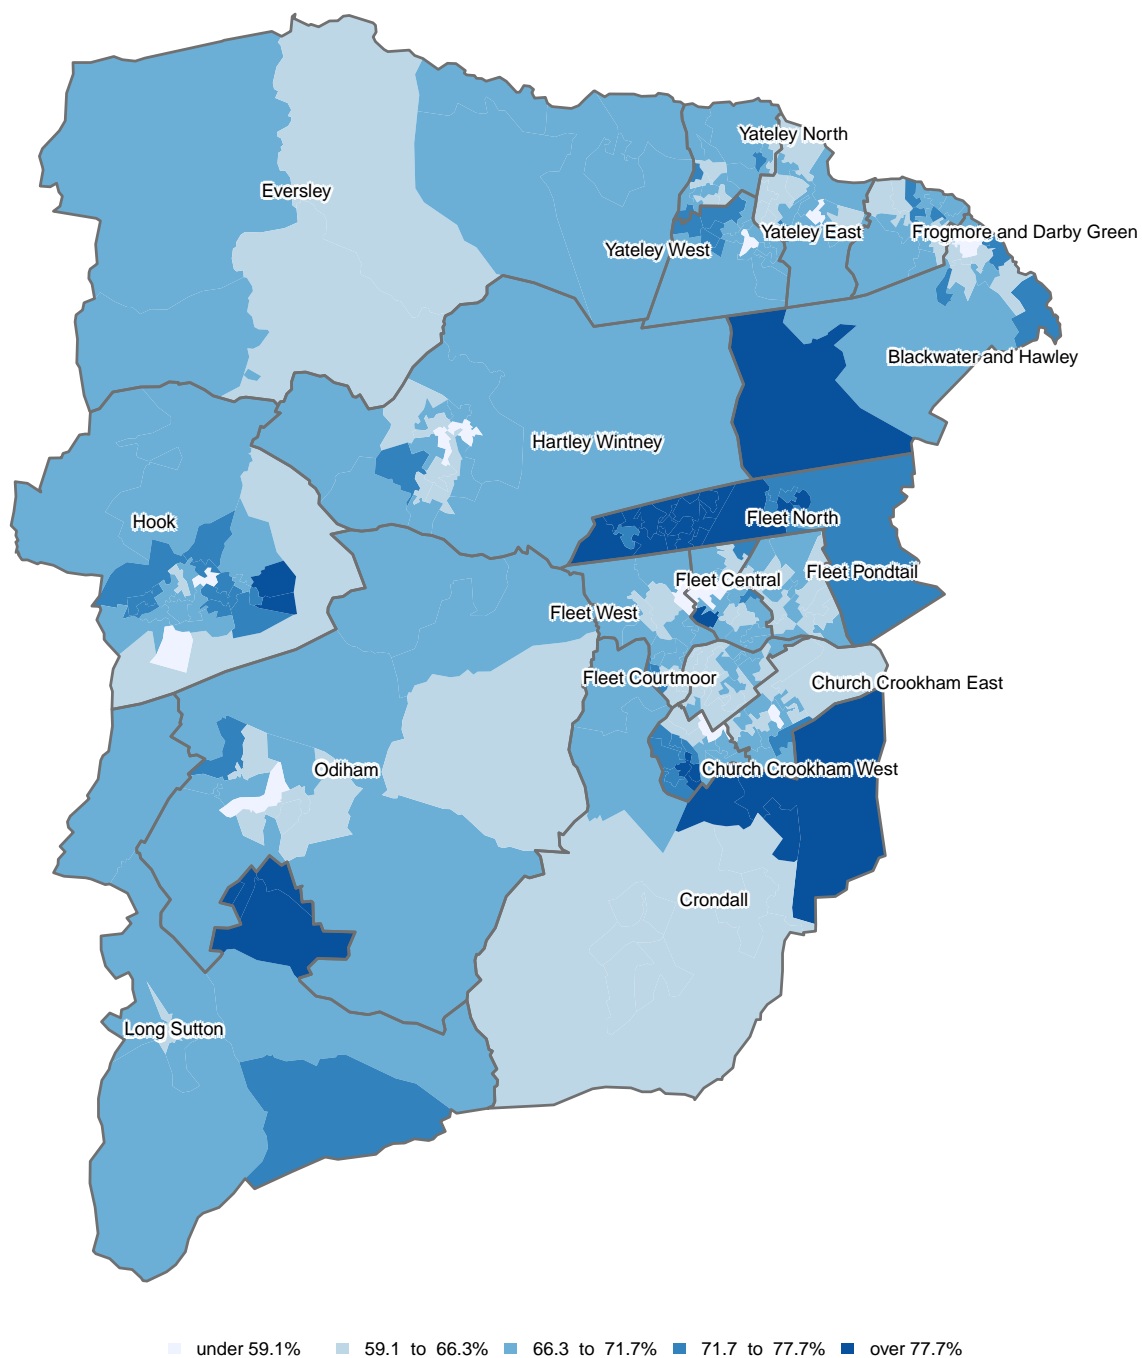 Yateley North
Eversley
Frogmore and Darby Green
Yateley East
Yateley West
Blackwater and Hawley
Hartley Wintney
Hook
Fleet North
Fleet Pondtail
Fleet Central
Fleet West
Fleet Courtmoor
Church Crookham East
Odiham
Church Crookham West
Crondall
Long Sutton
under 59.1% 59.1 to 66.3% 66.3 to 71.7% 71.7 to 77.7% over 77.7%